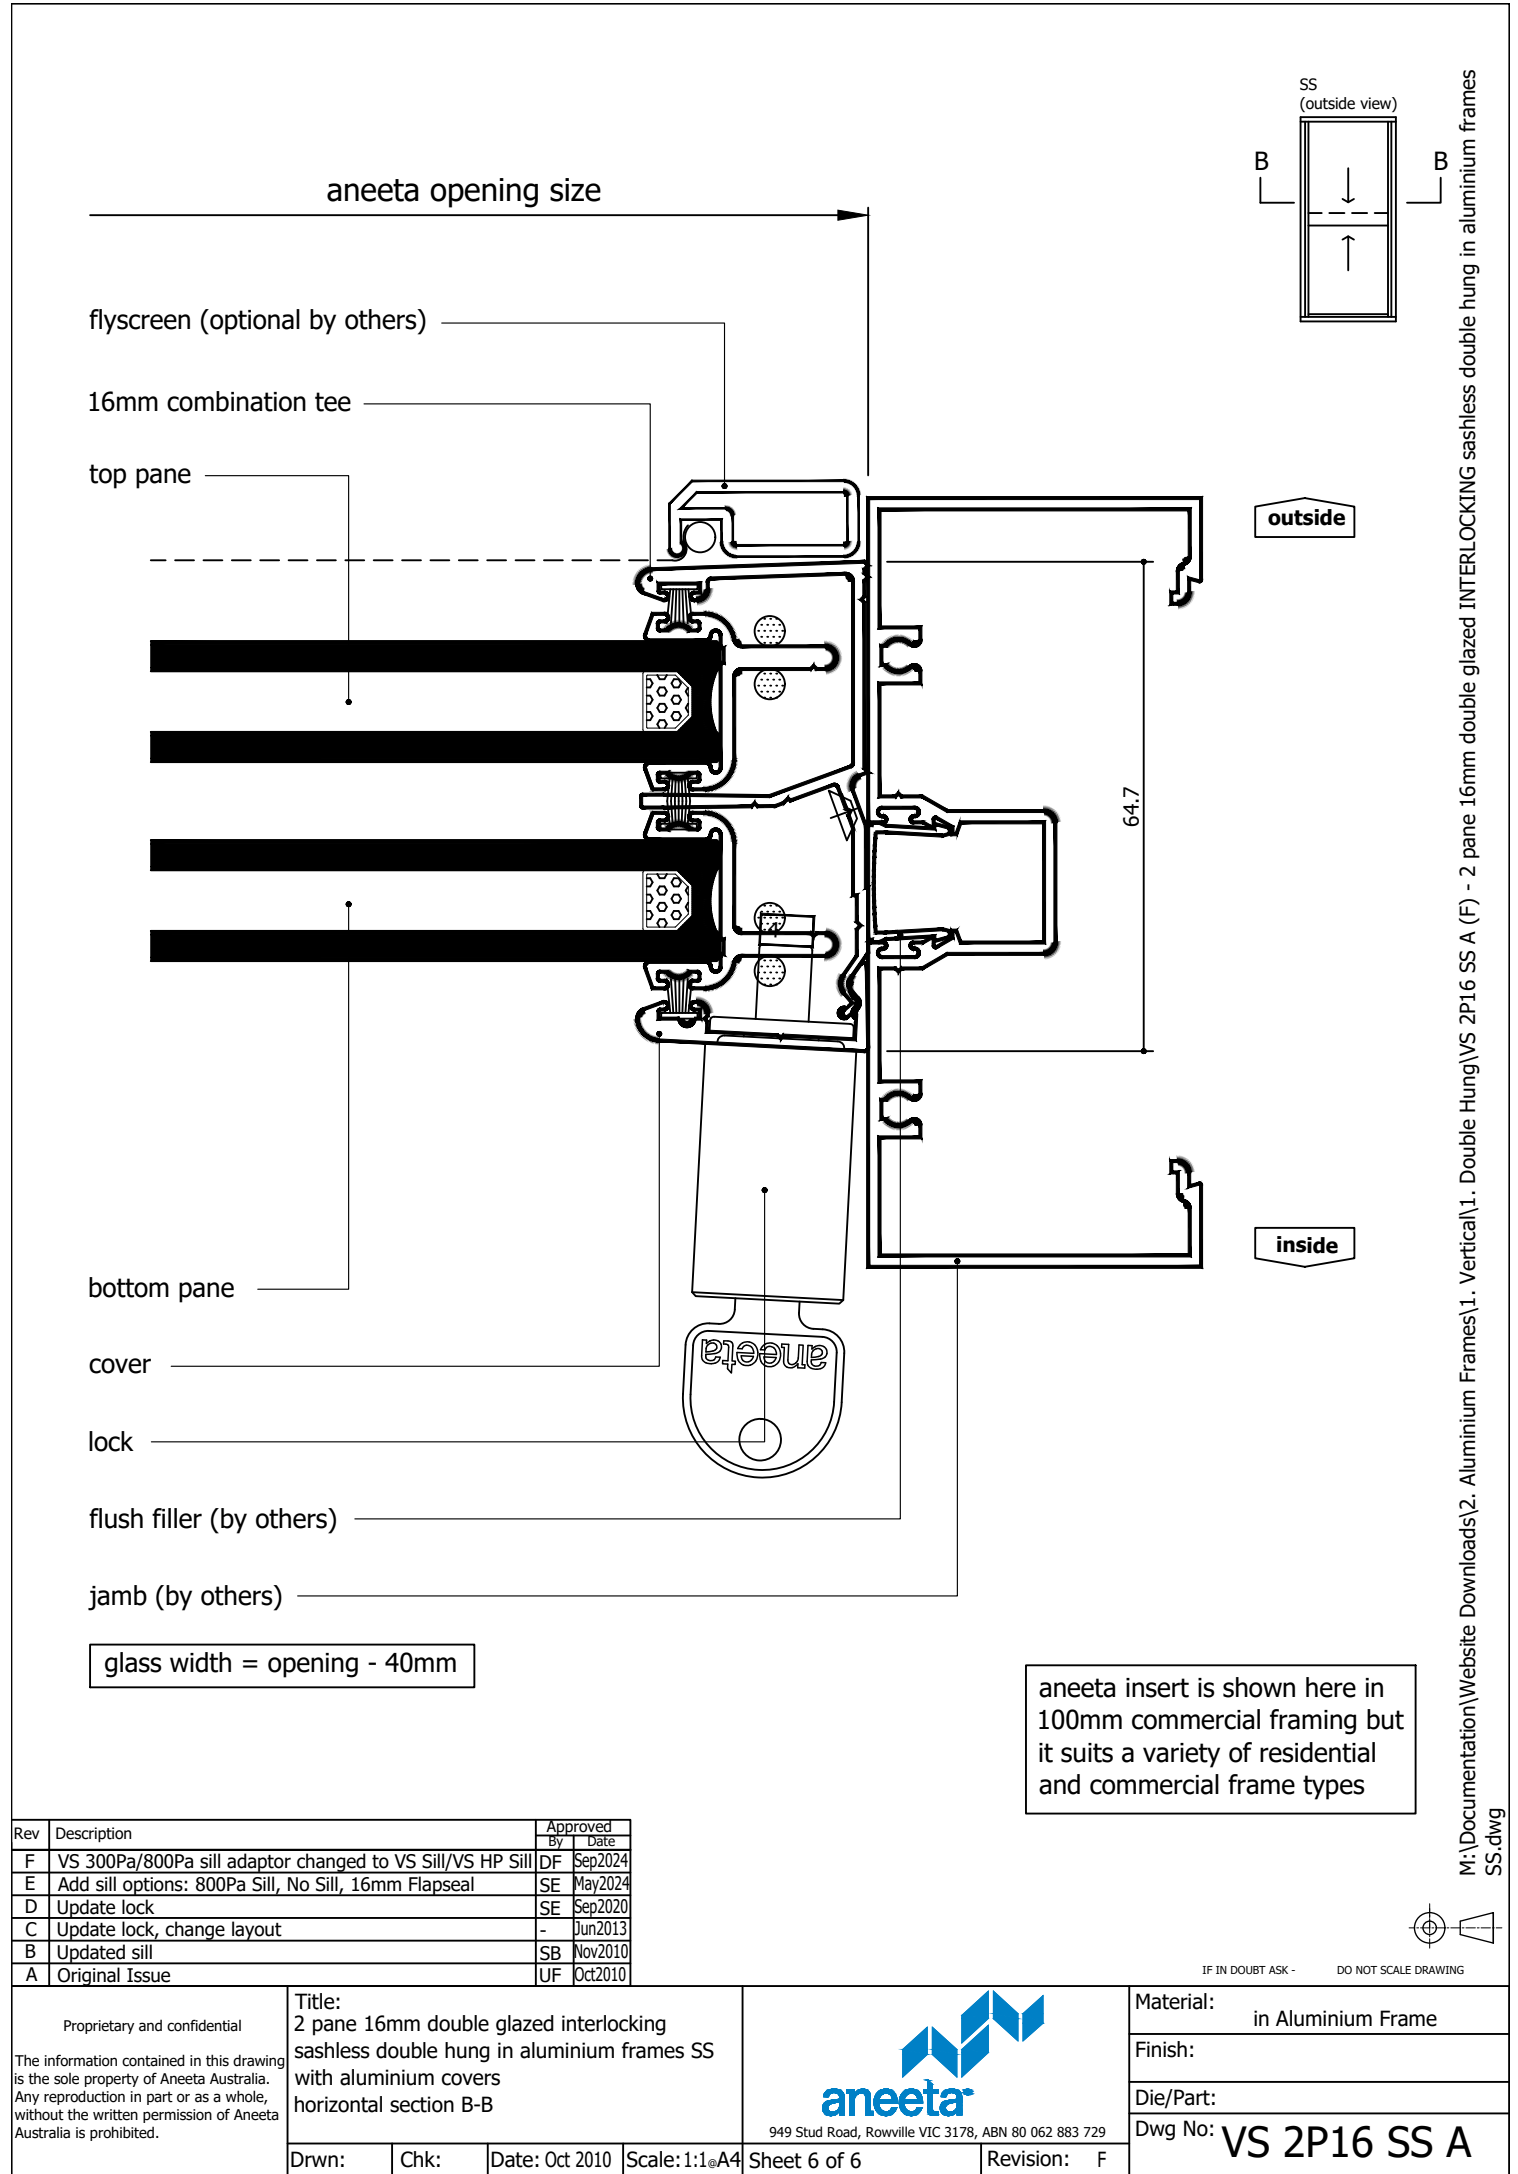 SS
(outside view)
B
B
aneeta opening size
flyscreen (optional by others)
16mm combination tee
top pane
outside
64.7
inside
bottom pane
cover
aneeta
lock
flush filler (by others)
jamb (by others)
glass width = opening - 40mm
aneeta insert is shown here in
100mm commercial framing but
it suits a variety of residential
and commercial frame types
M:\Documentation\Website Downloads\2. Aluminium Frames\1. Vertical\1. Double Hung\VS 2P16 SS A (F) - 2 pane 16mm double glazed INTERLOCKING sashless double hung in aluminium frames
SS.dwg
Rev Description Approved
By Date
F VS 300Pa/800Pa sill adaptor changed to VS Sill/VS HP Sill DF Sep2024
E Add sill options: 800Pa Sill, No Sill, 16mm Flapseal SE May2024
D Update lock SE Sep2020
C Update lock, change layout - Jun2013
B Updated sill SB Nov2010
A Original Issue UF Oct2010
IF IN DOUBT ASK - DO NOT SCALE DRAWING
Proprietary and confidential
The information contained in this drawing
is the sole property of Aneeta Australia.
Any reproduction in part or as a whole,
without the written permission of Aneeta
Australia is prohibited.
Title:
2 pane 16mm double glazed interlocking
sashless double hung in aluminium frames SS
with aluminium covers
horizontal section B-B
Drwn: Chk: Date: Oct 2010 Scale: 1:1@A4
aneeta
949 Stud Road, Rowville VIC 3178, ABN 80 062 883 729
Sheet 6 of 6 Revision: F
Material:
in Aluminium Frame
Finish:
Die/Part:
Dwg No: VS 2P16 SS A